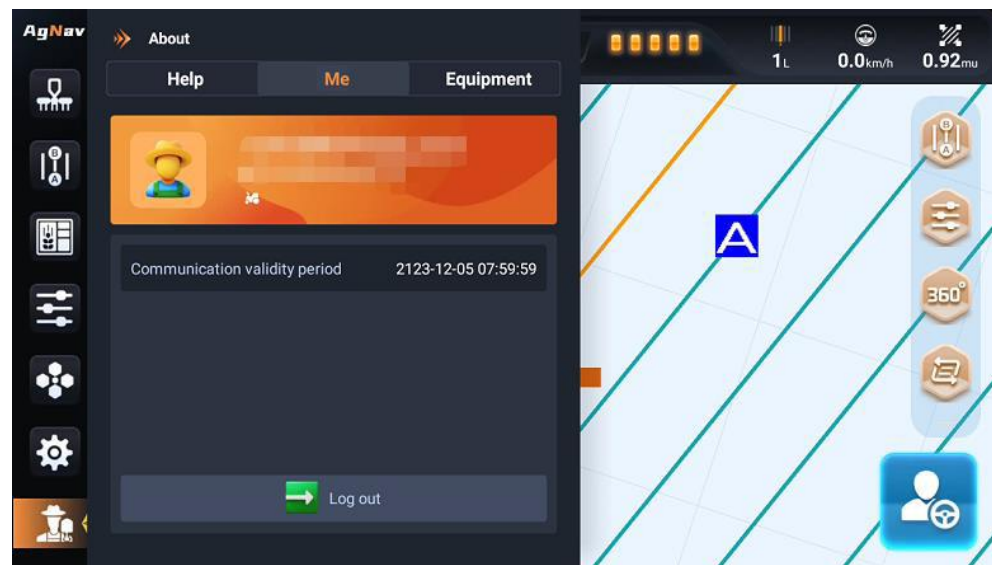 AgNav
About
Help Me Equipment
Communication validity period 2123-12-05 07:59:59
Log out
1L 0.0km/h 0.92mu
B
A
A
B
A
360°